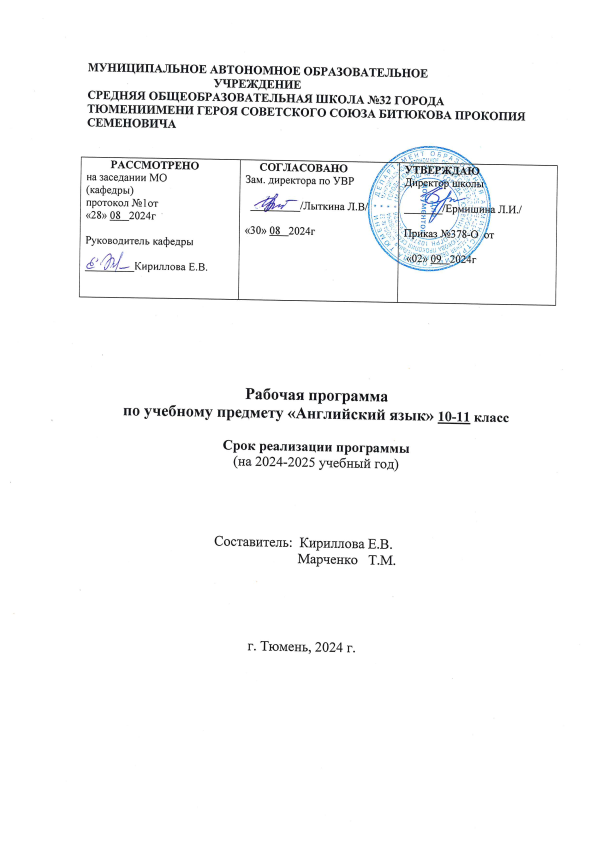 МУНИЦИПАЛЬНОЕ АВТОНОМНОЕ ОБРАЗОВАТЕЛЬНОЕ
УЧРЕЖДЕНИЕ
СРЕДНЯЯ ОБЩЕОБРАЗОВАТЕЛЬНАЯ ШКОЛА №32 ГОРОДА
ТЮМЕНИИМЕНИ ГЕРОЯ СОВЕТСКОГО СОЮЗА БИТЮКОВА ПРОКОПИЯ
СЕМЕНОВИЧА
РАССМОТРЕНО
на заседании МО
(кафедры)
протокол №1от
«28» 08 2024г
Руководитель кафедры
Кириллова Е.В.
СОГЛАСОВАНО
Зам. директора по УВР
/Лыткина Л.В/
«30» 08 2024г
УТВЕРЖДАЮ
Директор школы
/Ермишина Л.И./
Приказ №378-О от
«02» 09 2024г
Рабочая программа
по учебному предмету «Английский язык» 10-11 класс
Срок реализации программы
(на 2024-2025 учебный год)
Составитель: Кириллова Е.В.
Марченко Т.М.
г. Тюмень, 2024 г.